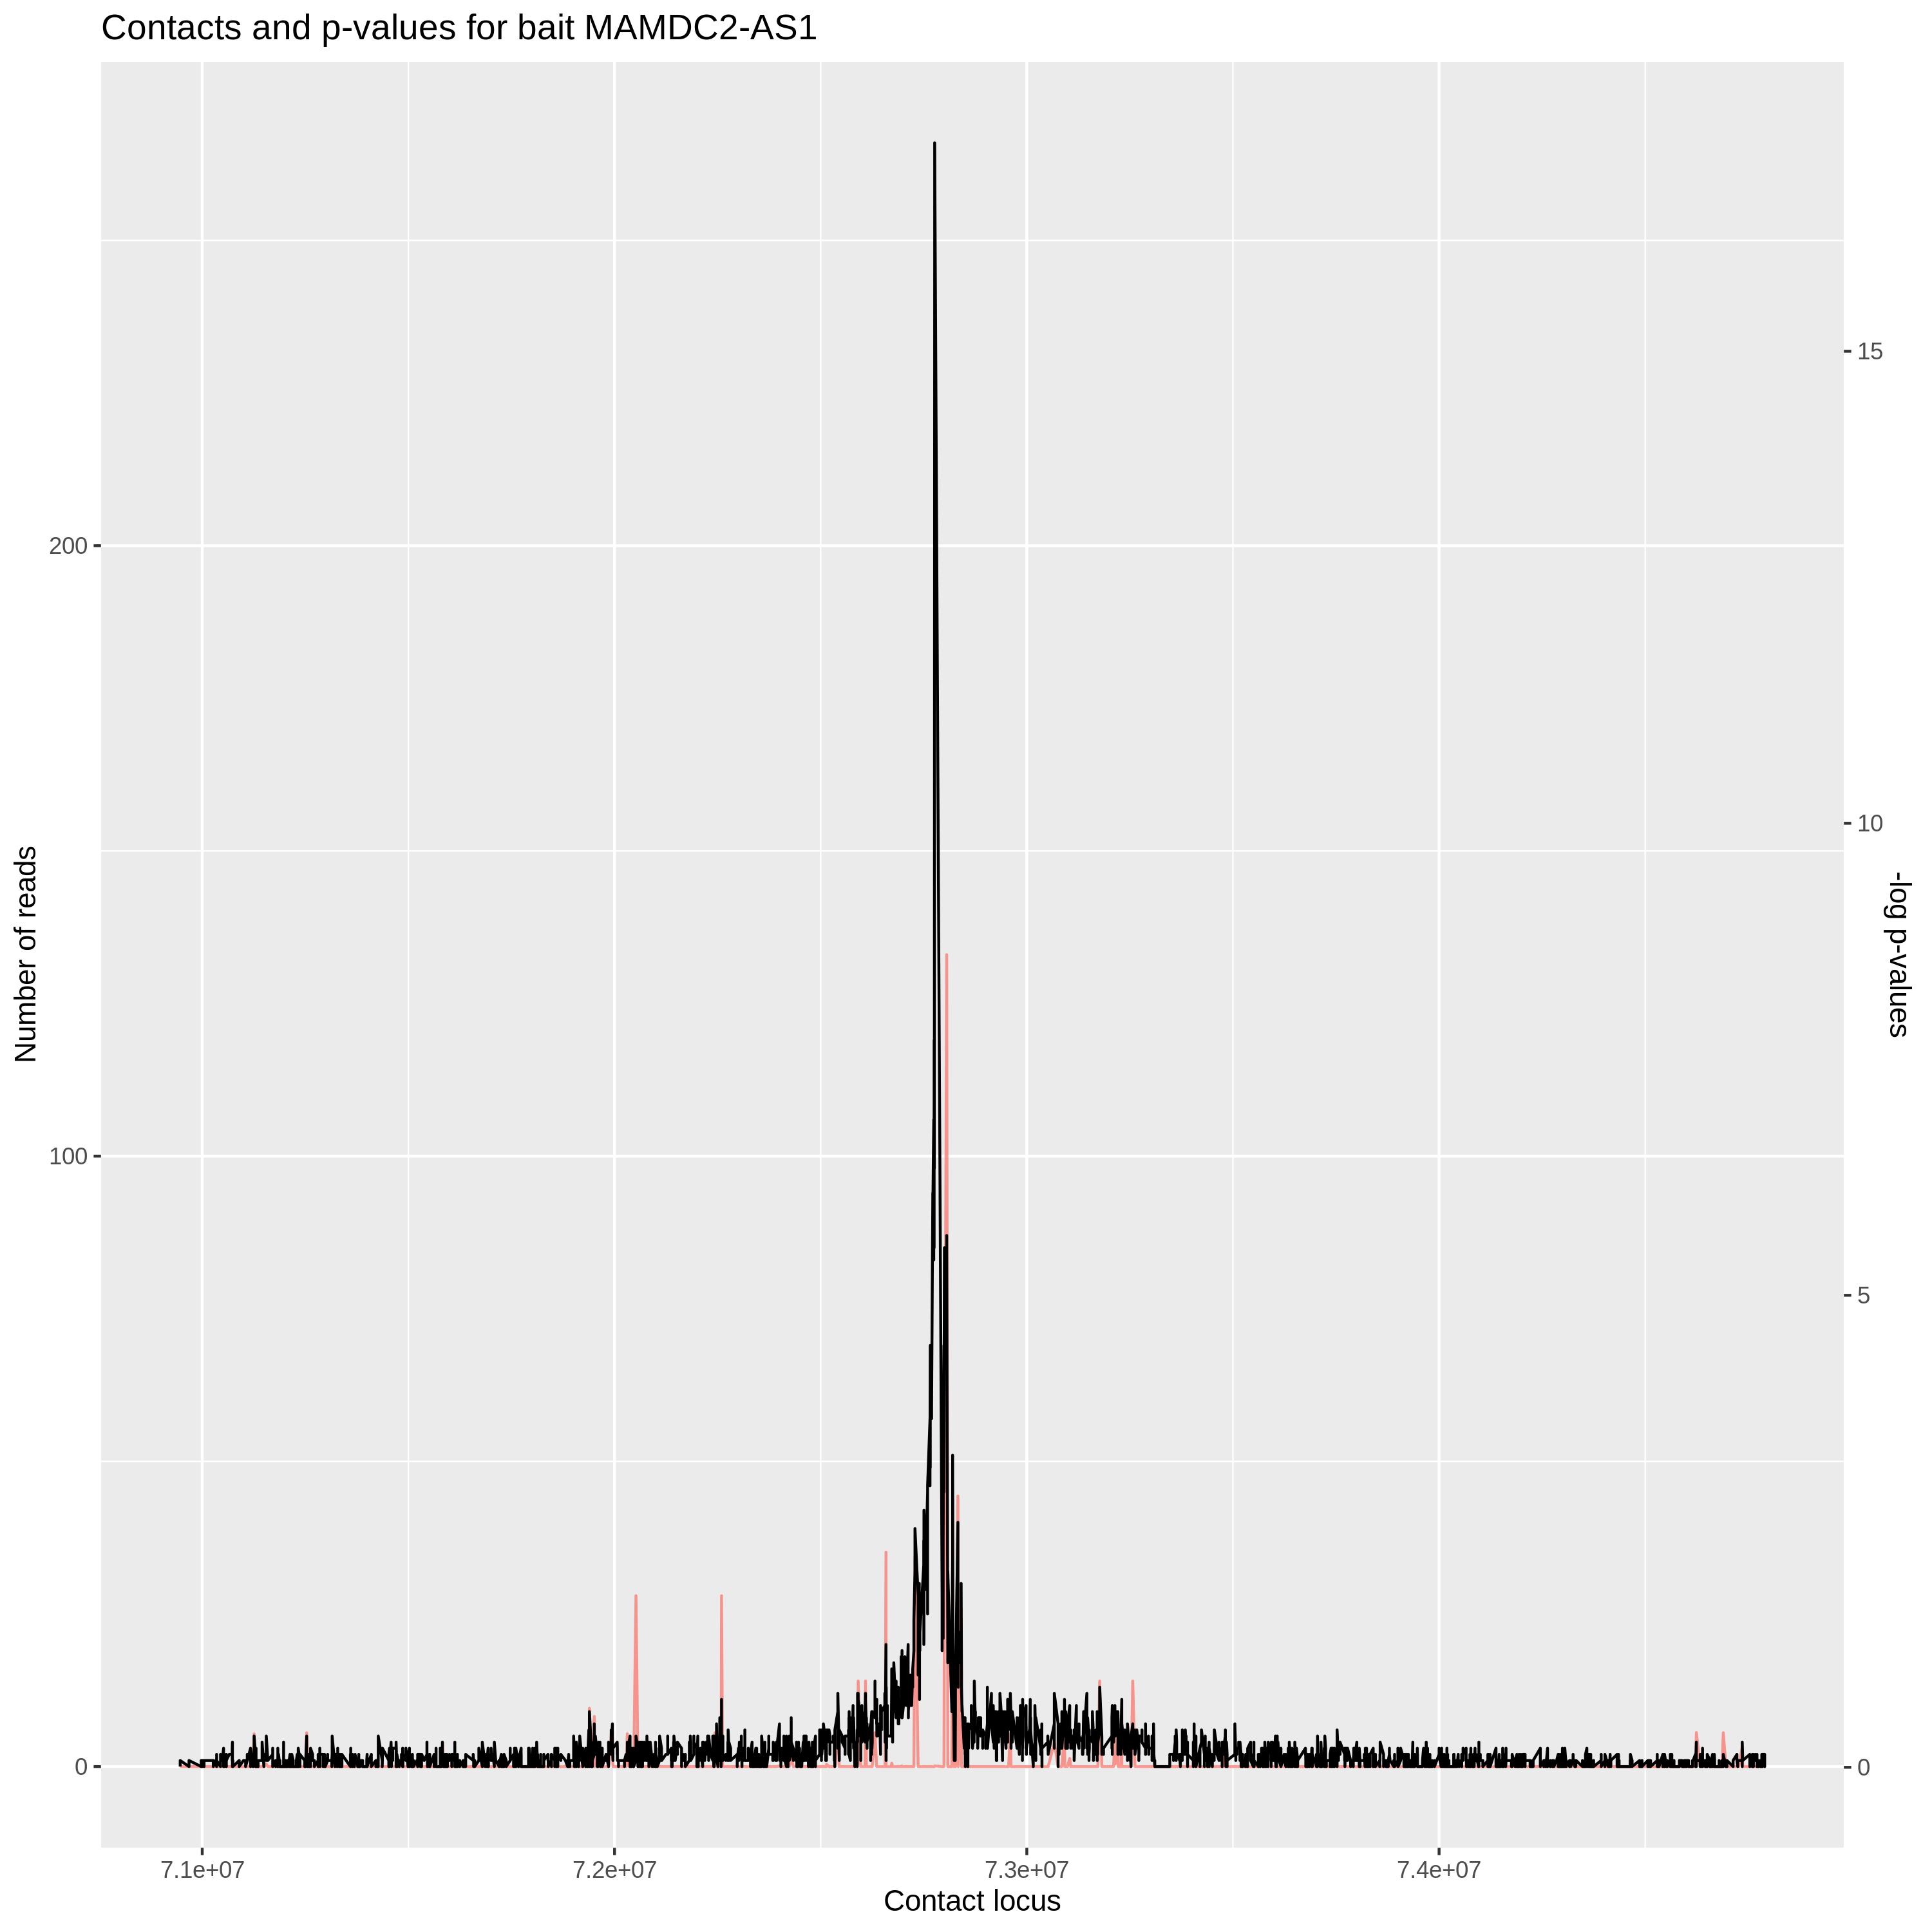 Contacts and p-values for bait MAMDC2-AS1
200
100
0
Number of reads
15
10
5
0
-log p-values
7.1e+07 7.2e+07 7.3e+07 7.4e+07
Contact locus